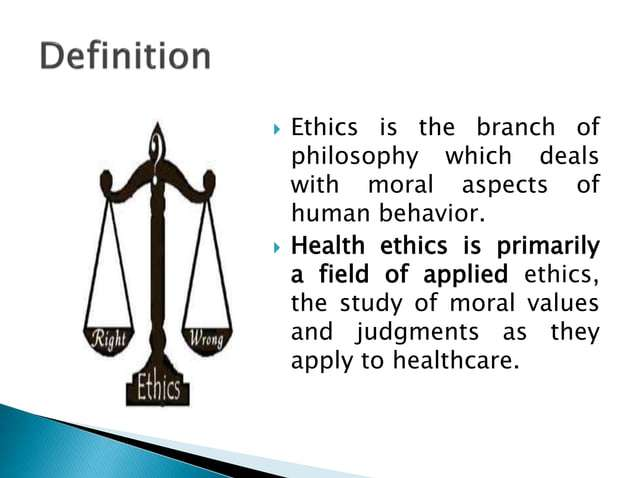 Definition
Ethics is the branch of
philosophy which deals
with moral aspects of
human behavior.
Health ethics is primarily
a field of applied ethics,
the study of moral values
and judgments as they
apply to healthcare.
?
Right
Wrong
Ethics